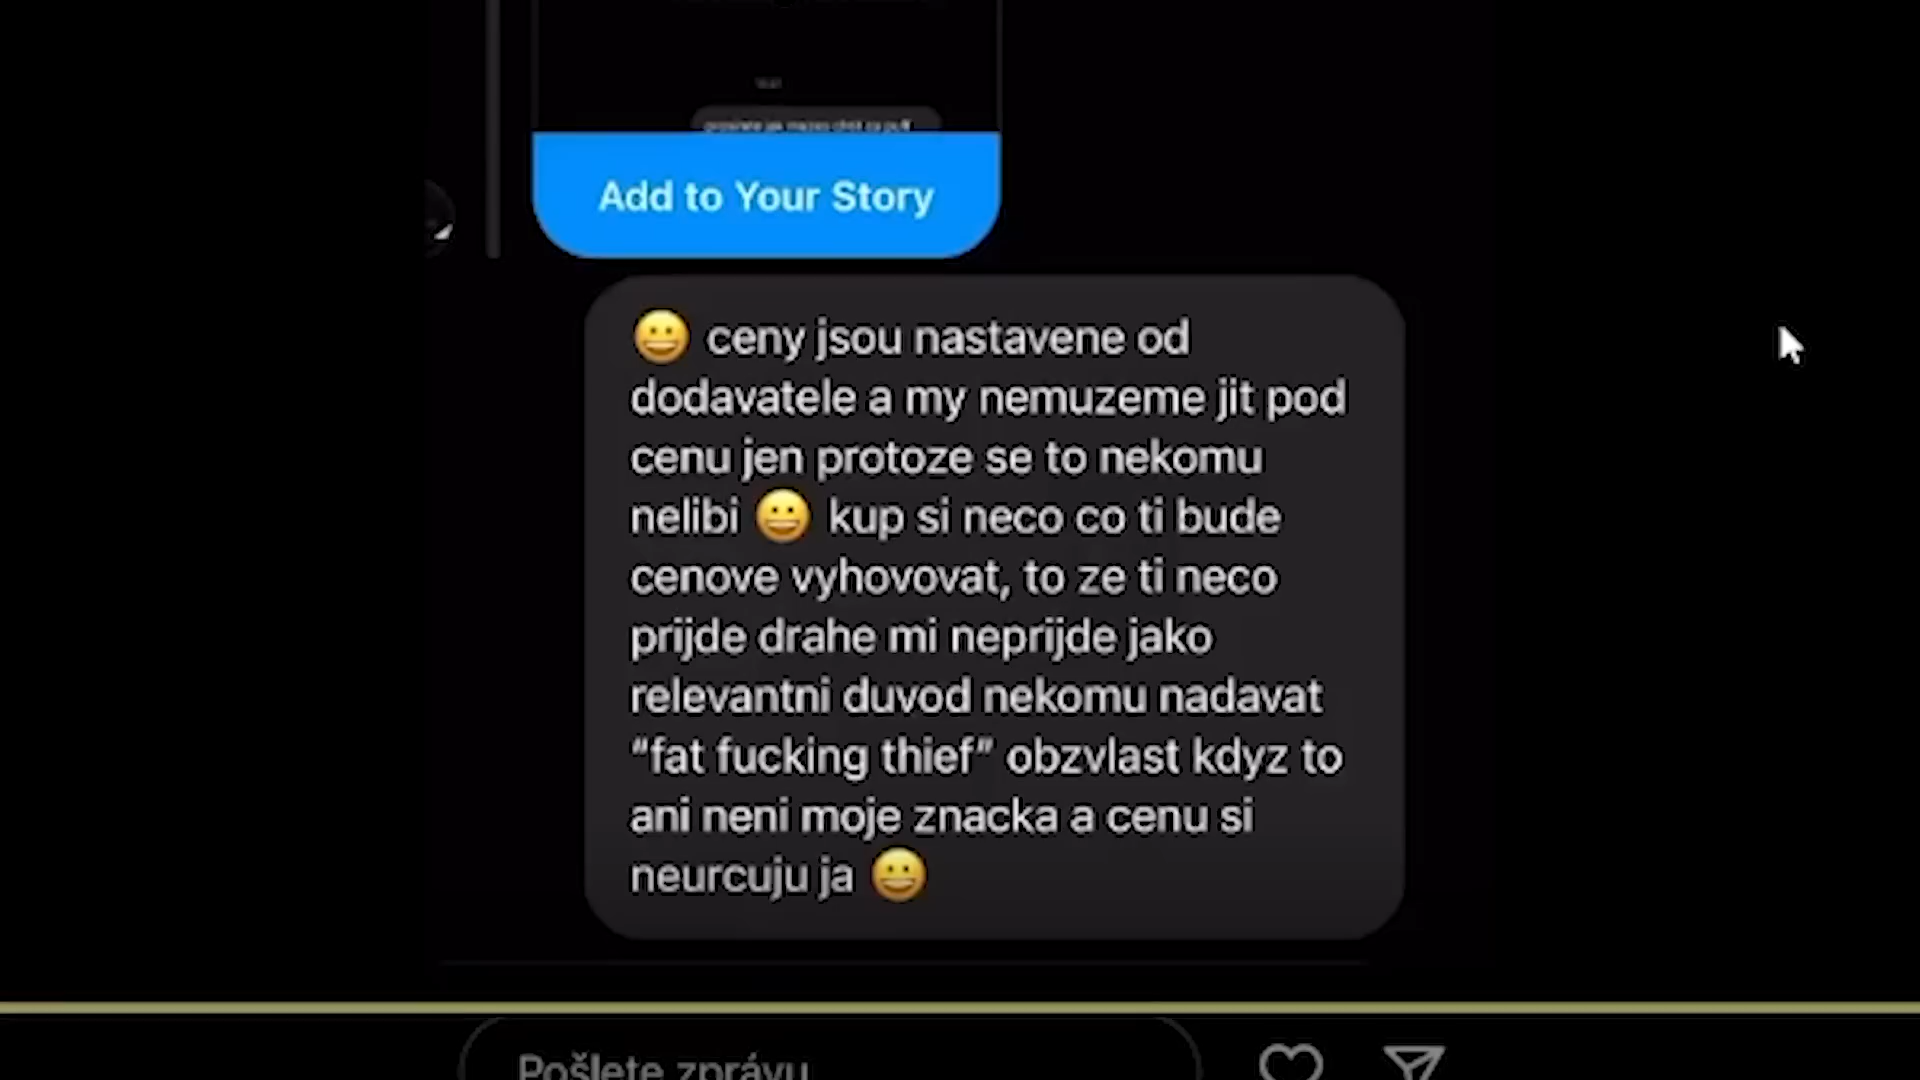 Add to Your Story
😀 ceny jsou nastavene od
dodavatele a my nemuzeme jit pod
cenu jen protoze se to nekomu
nelibi 😀 kup si neco co ti bude
cenove vyhovovat, to ze ti neco
prijde drahe mi neprijde jako
relevantni duvod nekomu nadavat
“fat fucking thief” obzvlast kdyz to
ani neni moje znacka a cenu si
neurcuju ja 😀
Pošlete zprávu